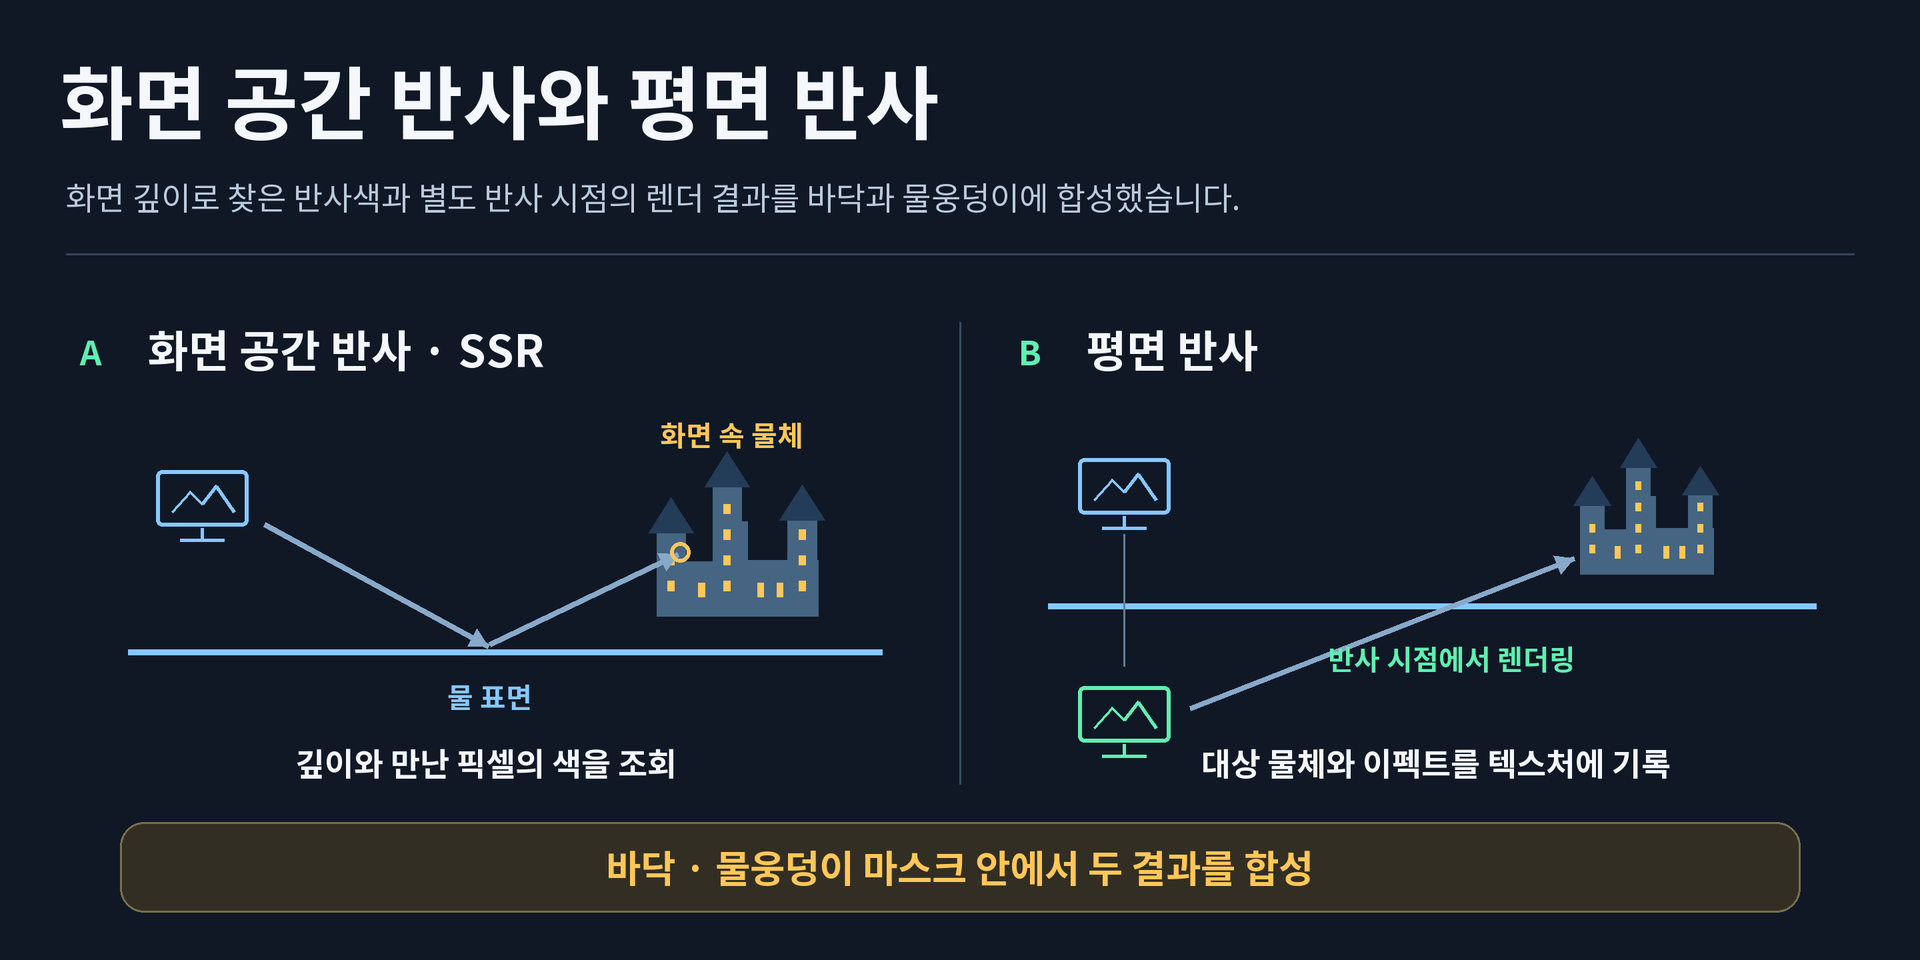 화면 공간 반사와 평면 반사
화면 깊이로 찾은 반사색과 별도 반사 시점의 렌더 결과를 바닥과 물웅덩이에 합성했습니다.
A 화면 공간 반사 · SSR
화면 속 물체
물 표면
깊이와 만난 픽셀의 색을 조회
B 평면 반사
반사 시점에서 렌더링
대상 물체와 이펙트를 텍스처에 기록
바닥 · 물웅덩이 마스크 안에서 두 결과를 합성